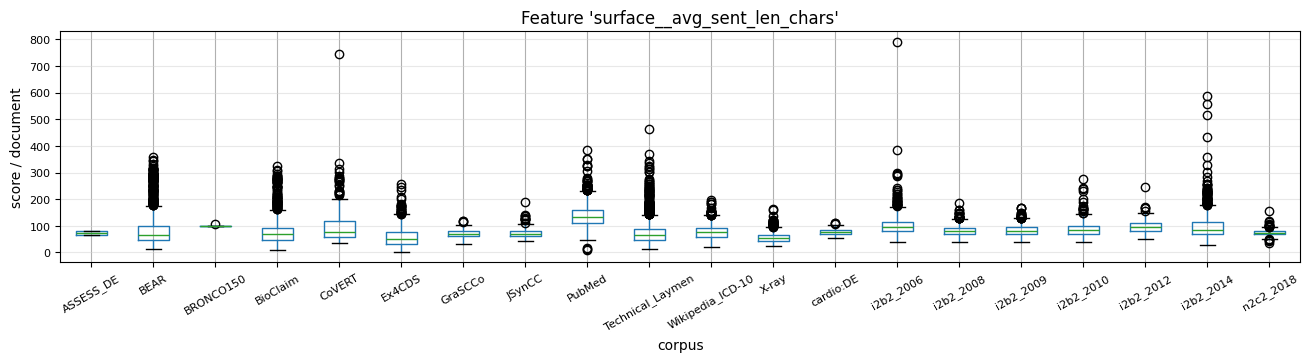 Feature 'surface__avg_sent_len_chars'
score / document
800
700
600
500
400
300
200
100
0
ASSESS_DE
BEAR
BRONCO150
BioClaim
CoVERT
Ex4CDS
GraSCCo
JSynCC
PubMed
Technical_Laymen
Wikipedia_ICD-10
X-ray
cardio:DE
i2b2_2006
i2b2_2008
i2b2_2009
i2b2_2010
i2b2_2012
i2b2_2014
n2c2_2018
corpus